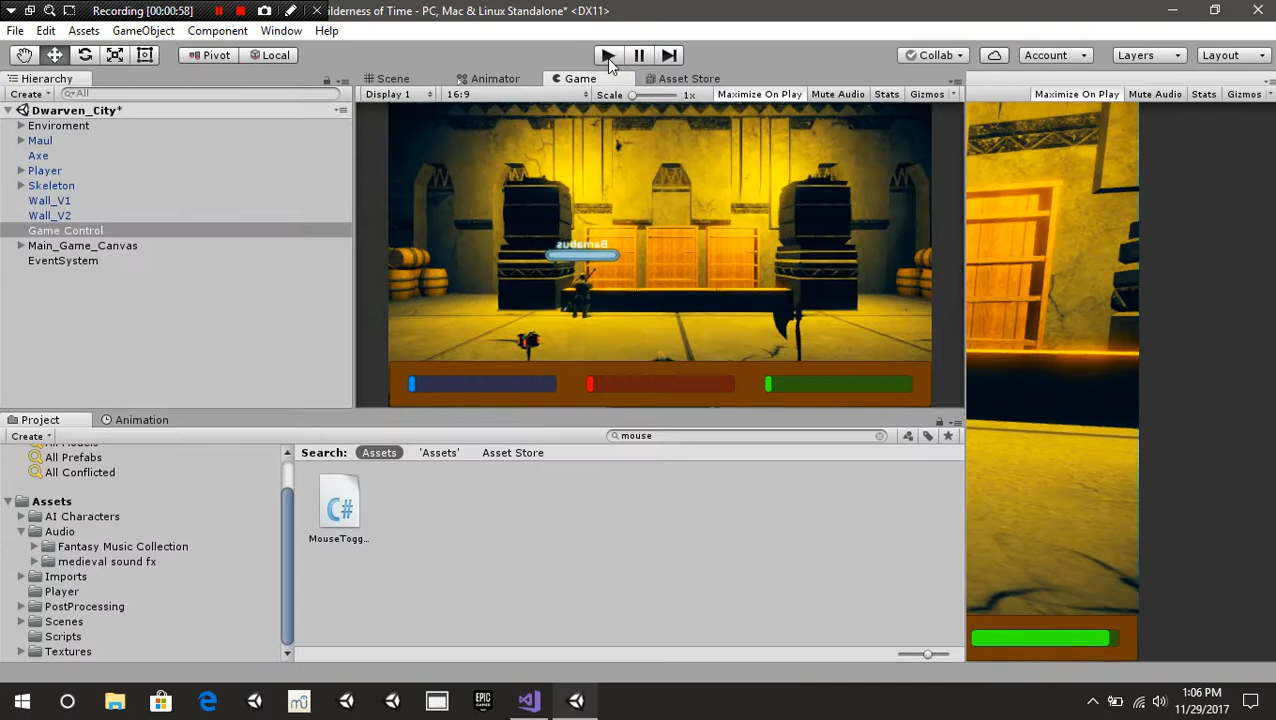 Recording [00:00:58]
lderness of Time - PC, Mac & Linux Standalone* <DX11>
File Edit Assets GameObject Component Window Help
Pivot Local Collab Account Layers Layout
Hierarchy Scene Animator Game Asset Store
Create All Display 1 16:9 Scale 1x Maximize On Play Mute Audio Stats Gizmos Maximize On Play Mute Audio Stats Gizmos
Dwarven_City*
Enviroment
Maul
Axe
Player
Skeleton
Wall_V1
Wall_V2
Game Control
Main_Game_Canvas
EventSystem
Barnabus
Project Animation
Create mouse
All Prefabs
All Conflicted
Assets
AI Characters
Audio
Fantasy Music Collection
medieval sound fx
Imports
Player
PostProcessing
Scenes
Scripts
Textures
Search: Assets 'Assets' Asset Store
C#
MouseTogg...
EPIC GAMES
1:06 PM
11/29/2017